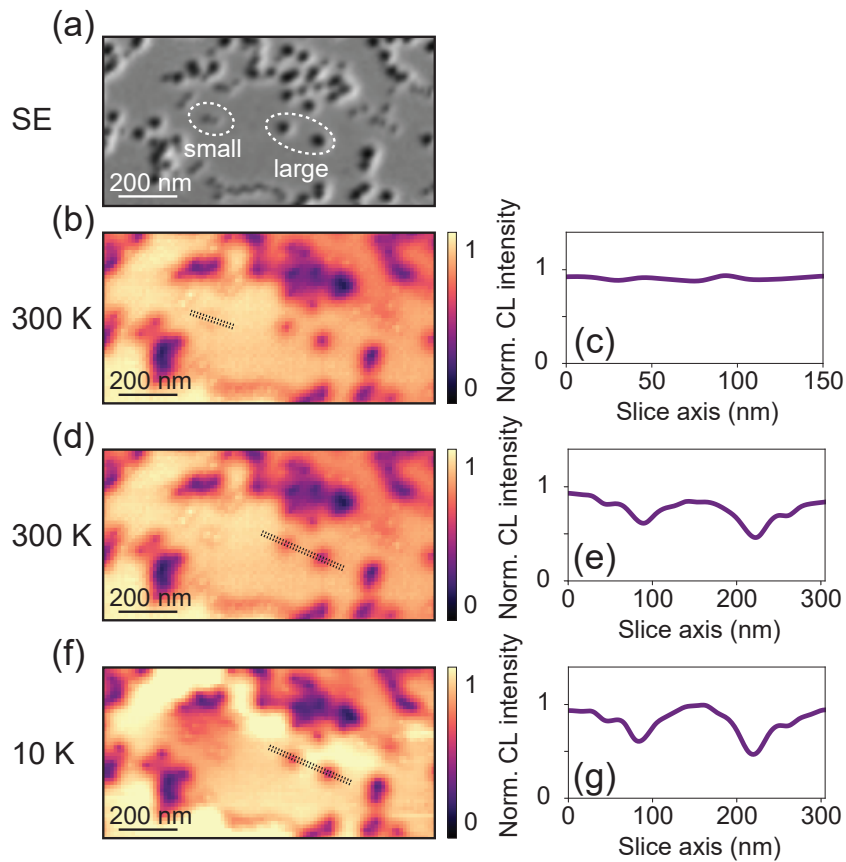 (a)
SE
small
large
200 nm
(b)
300 K
200 nm
1
0
Norm. CL intensity
1
0
(c)
0
50
100
150
Slice axis (nm)
(d)
300 K
200 nm
1
0
Norm. CL intensity
1
0
(e)
0
100
200
300
Slice axis (nm)
(f)
10 K
200 nm
1
0
Norm. CL intensity
1
0
(g)
0
100
200
300
Slice axis (nm)